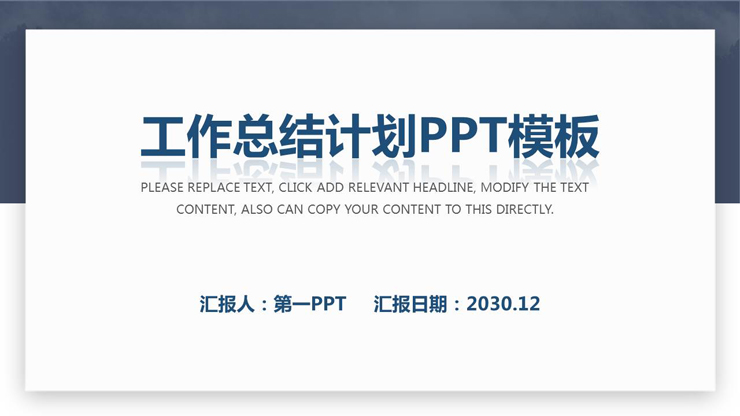 工作总结计划PPT模板
PLEASE REPLACE TEXT, CLICK ADD RELEVANT HEADLINE, MODIFY THE TEXT
CONTENT, ALSO CAN COPY YOUR CONTENT TO THIS DIRECTLY.
汇报人：第一PPT 汇报日期：2030.12